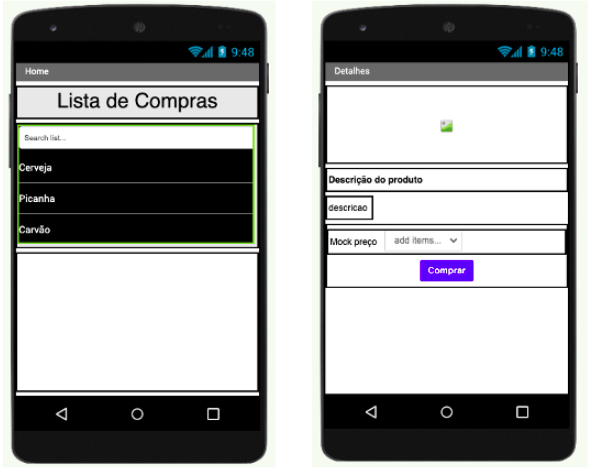 9:48
Home
Lista de Compras
Search list...
Cerveja
Picanha
Carvão
9:48
Detalhes
Descrição do produto
descricao
Mock preço add items...
Comprar